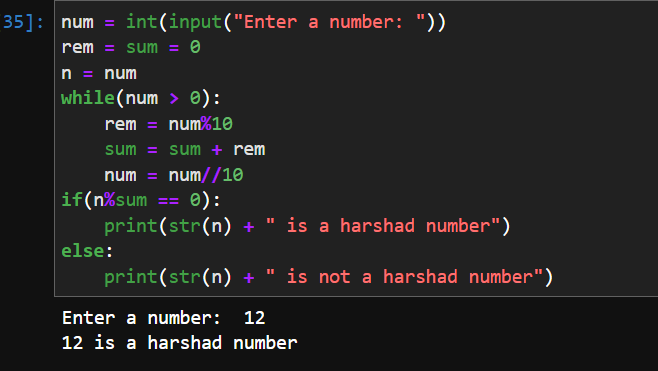 35]: num = int(input("Enter a number: "))
rem = sum = 0
n = num
while(num > 0):
    rem = num%10
    sum = sum + rem
    num = num//10
if(n%sum == 0):
    print(str(n) + " is a harshad number")
else:
    print(str(n) + " is not a harshad number")
Enter a number:  12
12 is a harshad number